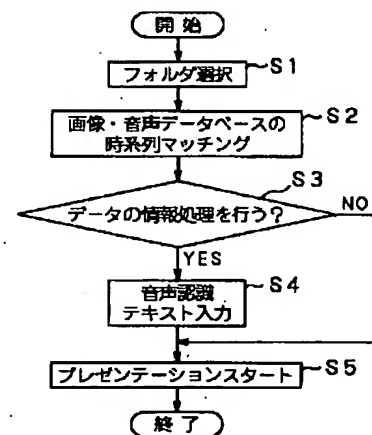 開始
フォルダ選択
S1
画像・音声データベースの
時系列マッチング
S2
データの情報処理を行う?
S3
NO
YES
音声認識
テキスト入力
S4
プレゼンテーションスタート
S5
終了